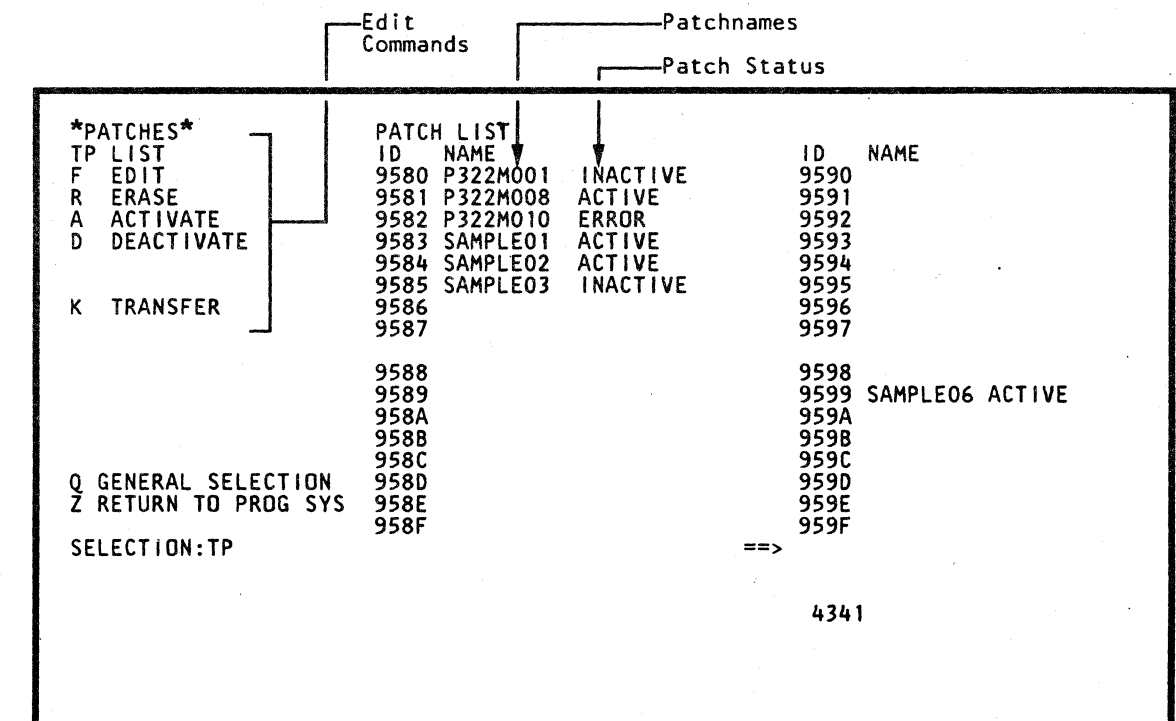 Edit Commands
Patchnames
Patch Status
*PATCHES* PATCH LIST
TP LIST ID NAME ID NAME
F EDIT 9580 P322M001 INACTIVE 9590
R ERASE 9581 P322M008 ACTIVE 9591
A ACTIVATE 9582 P322M010 ERROR 9592
D DEACTIVATE 9583 SAMPLE01 ACTIVE 9593
9584 SAMPLE02 ACTIVE 9594
9585 SAMPLE03 INACTIVE 9595
K TRANSFER 9586 9596
9587 9597
9588 9598
9589 9599 SAMPLE06 ACTIVE
958A 959A
958B 959B
958C 959C
Q GENERAL SELECTION 958D 959D
Z RETURN TO PROG SYS 958E 959E
958F 959F
SELECTION:TP ==>
4341